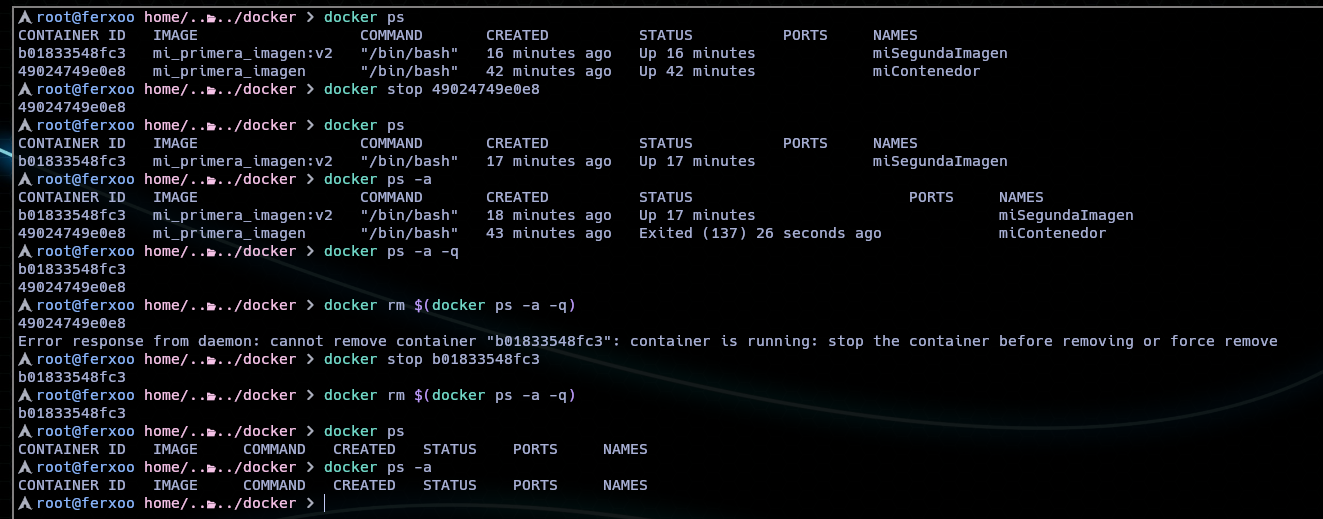 root@ferxoo home/../../docker > docker ps
CONTAINER ID   IMAGE                   COMMAND       CREATED          STATUS          PORTS     NAMES
b01833548fc3   mi_primera_imagen:v2   "/bin/bash"   16 minutes ago   Up 16 minutes             miSegundaImagen
49024749e0e8   mi_primera_imagen      "/bin/bash"   42 minutes ago   Up 42 minutes             miContenedor
root@ferxoo home/../../docker > docker stop 49024749e0e8
49024749e0e8
root@ferxoo home/../../docker > docker ps
CONTAINER ID   IMAGE                   COMMAND       CREATED          STATUS          PORTS     NAMES
b01833548fc3   mi_primera_imagen:v2   "/bin/bash"   17 minutes ago   Up 17 minutes             miSegundaImagen
root@ferxoo home/../../docker > docker ps -a
CONTAINER ID   IMAGE                   COMMAND       CREATED          STATUS                        PORTS     NAMES
b01833548fc3   mi_primera_imagen:v2   "/bin/bash"   18 minutes ago   Up 17 minutes                           miSegundaImagen
49024749e0e8   mi_primera_imagen      "/bin/bash"   43 minutes ago   Exited (137) 26 seconds ago             miContenedor
root@ferxoo home/../../docker > docker ps -a -q
b01833548fc3
49024749e0e8
root@ferxoo home/../../docker > docker rm $(docker ps -a -q)
49024749e0e8
Error response from daemon: cannot remove container "b01833548fc3": container is running: stop the container before removing or force remove
root@ferxoo home/../../docker > docker stop b01833548fc3
b01833548fc3
root@ferxoo home/../../docker > docker rm $(docker ps -a -q)
b01833548fc3
root@ferxoo home/../../docker > docker ps
CONTAINER ID   IMAGE     COMMAND   CREATED   STATUS    PORTS     NAMES
root@ferxoo home/../../docker > docker ps -a
CONTAINER ID   IMAGE     COMMAND   CREATED   STATUS    PORTS     NAMES
root@ferxoo home/../../docker >